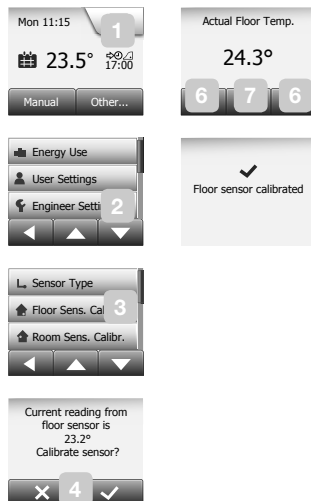 Mon 11:15
1
23.5°
17:00
Manual
Other...
Energy Use
User Settings
Engineer Setti
2
Sensor Type
Floor Sens. Cal
3
Room Sens. Calibr.
Current reading from
floor sensor is
23.2°
Calibrate sensor?
4
Actual Floor Temp.
24.3°
6
7
6
Floor sensor calibrated